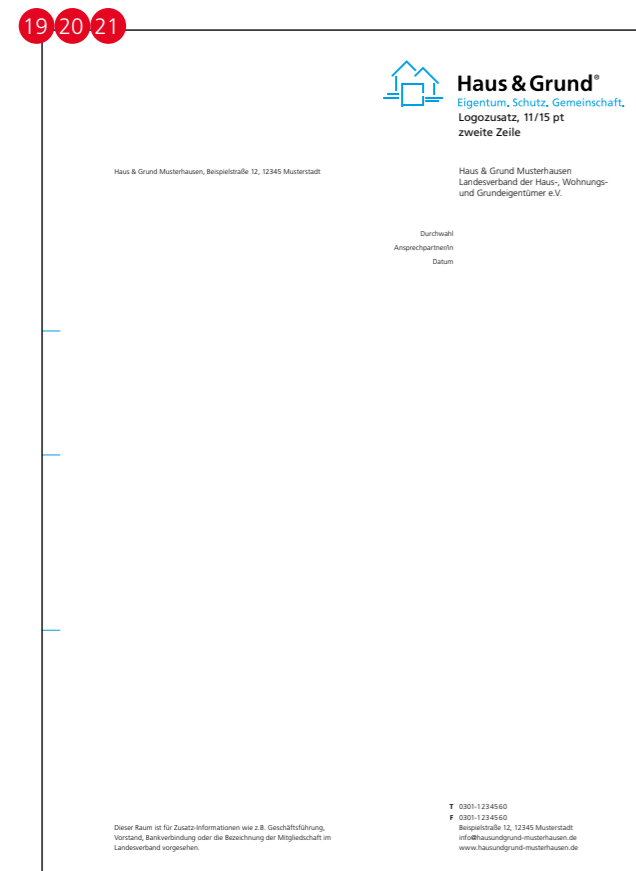 19 20 21
Haus & Grund®
Eigentum. Schutz. Gemeinschaft.
Logozusatz, 11/15 pt
zweite Zeile
Haus & Grund Musterhausen, Beispielstraße 12, 12345 Musterstadt
Haus & Grund Musterhausen
Landesverband der Haus-, Wohnungs-
und Grundeigentümer e.V.
Durchwahl
Ansprechpartner/in
Datum
T 0301-1234560
F 0301-1234560
Beispielstraße 12, 12345 Musterstadt
info@hausundgrund-musterhausen.de
www.hausundgrund-musterhausen.de
Dieser Raum ist für Zusatz-Informationen wie z.B. Geschäftsführung,
Vorstand, Bankverbindung oder die Bezeichnung der Mitgliedschaft im
Landesverband vorgesehen.